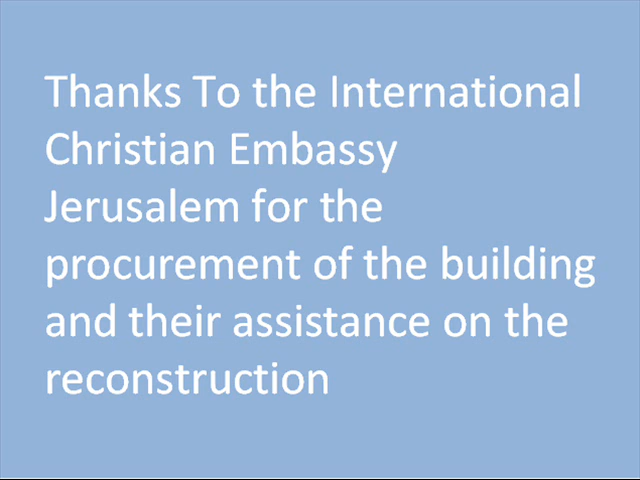 Thanks To the International
Christian Embassy
Jerusalem for the
procurement of the building
and their assistance on the
reconstruction